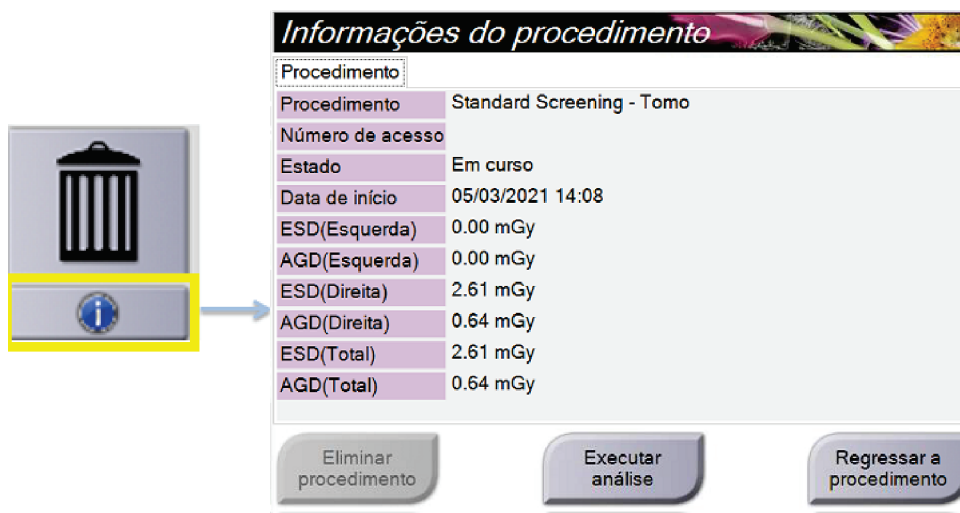 Informações do procedimento
Procedimento
Procedimento Standard Screening - Tomo
Número de acesso
Estado Em curso
Data de início 05/03/2021 14:08
ESD(Esquerda) 0.00 mGy
AGD(Esquerda) 0.00 mGy
ESD(Direita) 2.61 mGy
AGD(Direita) 0.64 mGy
ESD(Total) 2.61 mGy
AGD(Total) 0.64 mGy
Eliminar
procedimento
Executar
análise
Regressar a
procedimento